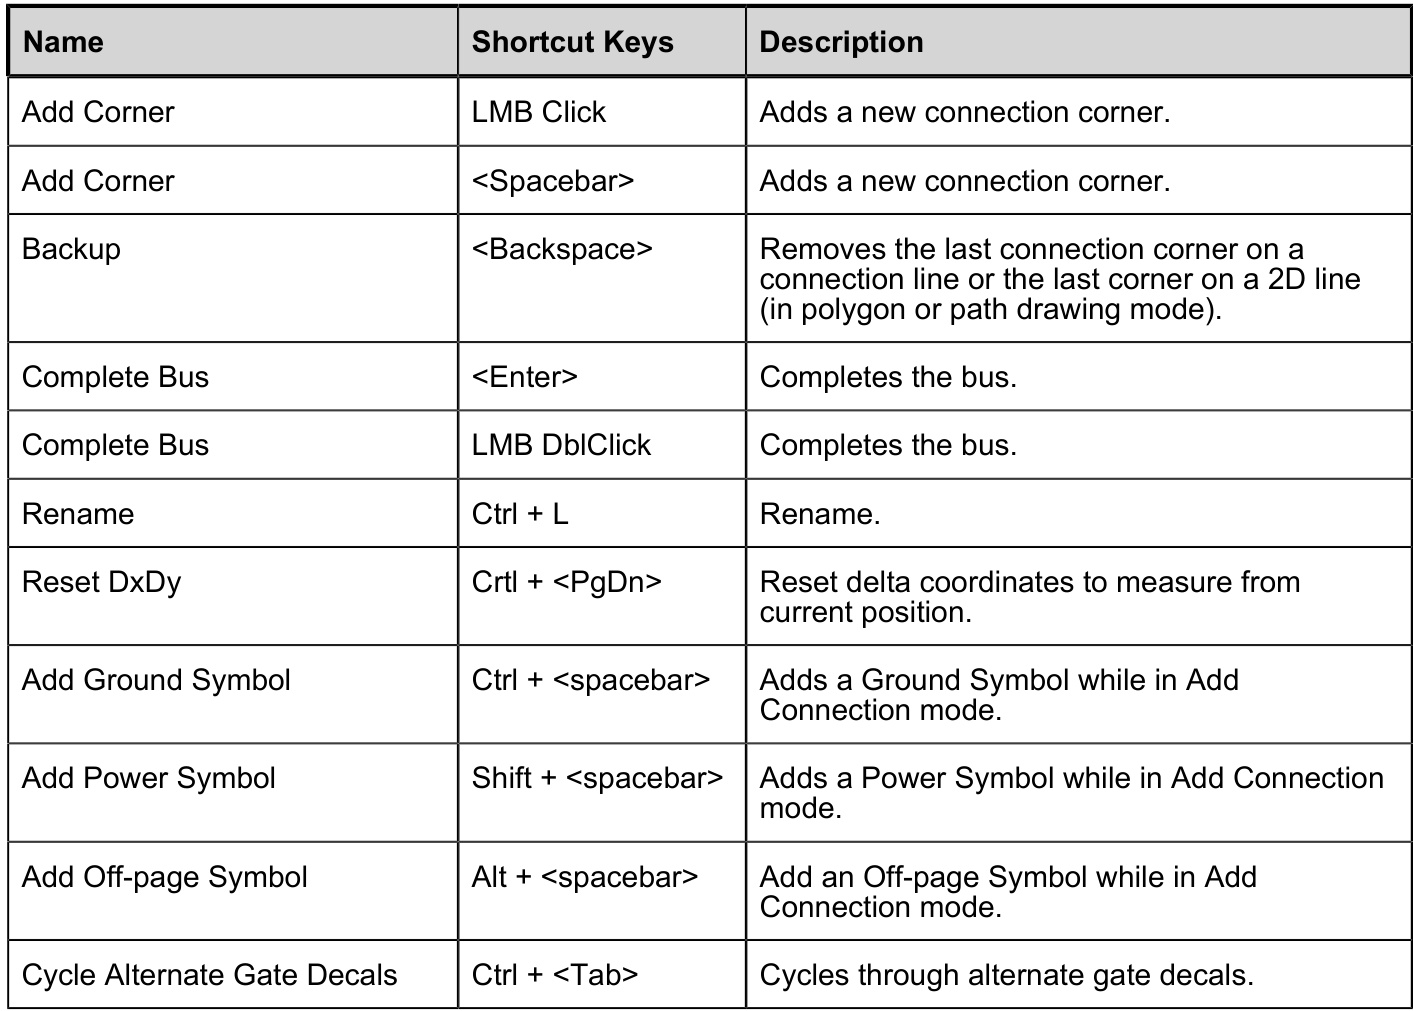 Name Shortcut Keys Description
Add Corner LMB Click Adds a new connection corner.
Add Corner <Spacebar> Adds a new connection corner.
Backup <Backspace> Removes the last connection corner on a
connection line or the last corner on a 2D line
(in polygon or path drawing mode).
Complete Bus <Enter> Completes the bus.
Complete Bus LMB DblClick Completes the bus.
Rename Ctrl + L Rename.
Reset DxDy Crtl + <PgDn> Reset delta coordinates to measure from
current position.
Add Ground Symbol Ctrl + <spacebar> Adds a Ground Symbol while in Add
Connection mode.
Add Power Symbol Shift + <spacebar> Adds a Power Symbol while in Add Connection
mode.
Add Off-page Symbol Alt + <spacebar> Add an Off-page Symbol while in Add
Connection mode.
Cycle Alternate Gate Decals Ctrl + <Tab> Cycles through alternate gate decals.